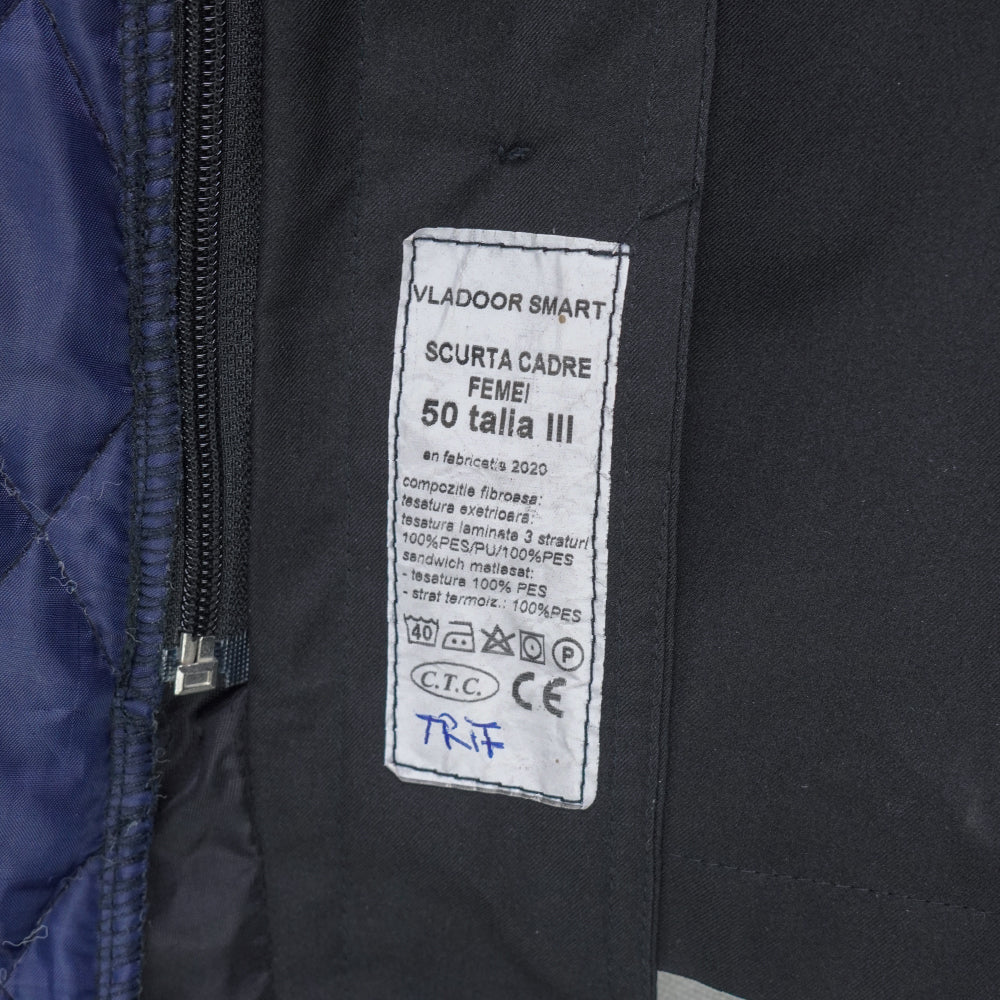 VLADOOR SMART
SCURTA CADRE
FEMEI
50 talia III
an fabricatie 2020
compozitie fibroasa:
tesatura exetrioara:
tesatura laminata 3 straturi
100%PES/PU/100%PES
sandwich matlasat:
- tesatura 100% PES
- strat termoiz.: 100%PES
40 P
C.T.C. CE
TRIF